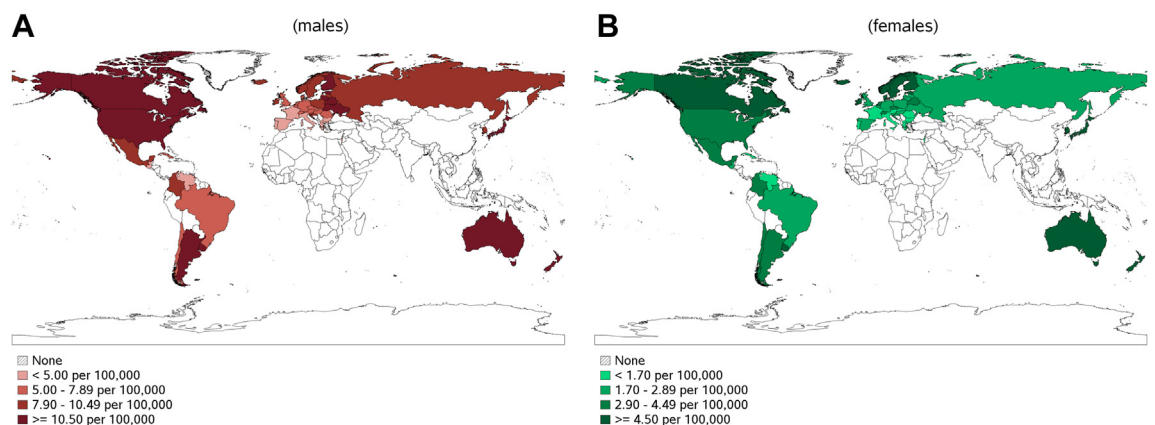 A
(males)
None
< 5.00 per 100,000
5.00 - 7.89 per 100,000
7.90 - 10.49 per 100,000
>= 10.50 per 100,000
B
(females)
None
< 1.70 per 100,000
1.70 - 2.89 per 100,000
2.90 - 4.49 per 100,000
>= 4.50 per 100,000